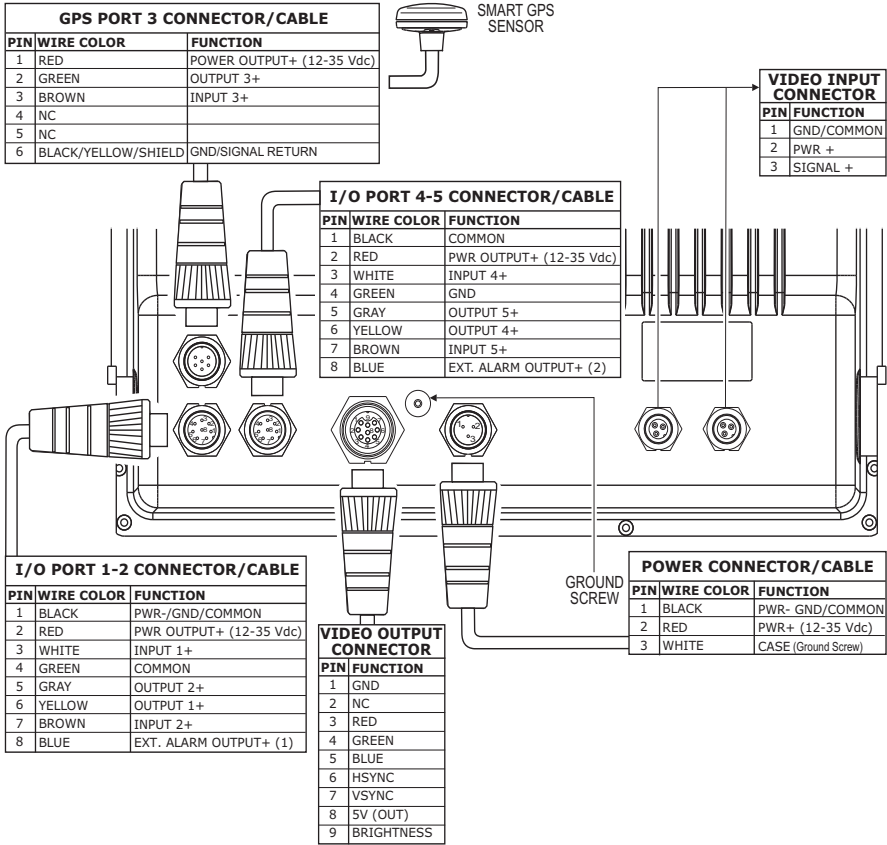 GPS PORT 3 CONNECTOR/CABLE
PIN WIRE COLOR FUNCTION
1 RED POWER OUTPUT+ (12-35 Vdc)
2 GREEN OUTPUT 3+
3 BROWN INPUT 3+
4 NC
5 NC
6 BLACK/YELLOW/SHIELD GND/SIGNAL RETURN
SMART GPS
SENSOR
VIDEO INPUT
CONNECTOR
PIN FUNCTION
1 GND/COMMON
2 PWR +
3 SIGNAL +
I/O PORT 4-5 CONNECTOR/CABLE
PIN WIRE COLOR FUNCTION
1 BLACK COMMON
2 RED PWR OUTPUT+ (12-35 Vdc)
3 WHITE INPUT 4+
4 GREEN GND
5 GRAY OUTPUT 5+
6 YELLOW OUTPUT 4+
7 BROWN INPUT 5+
8 BLUE EXT. ALARM OUTPUT+ (2)
I/O PORT 1-2 CONNECTOR/CABLE
PIN WIRE COLOR FUNCTION
1 BLACK PWR-/GND/COMMON
2 RED PWR OUTPUT+ (12-35 Vdc)
3 WHITE INPUT 1+
4 GREEN COMMON
5 GRAY OUTPUT 2+
6 YELLOW OUTPUT 1+
7 BROWN INPUT 2+
8 BLUE EXT. ALARM OUTPUT+ (1)
VIDEO OUTPUT
CONNECTOR
PIN FUNCTION
1 GND
2 NC
3 RED
4 GREEN
5 BLUE
6 HSYNC
7 VSYNC
8 5V (OUT)
9 BRIGHTNESS
GROUND
SCREW
POWER CONNECTOR/CABLE
PIN WIRE COLOR FUNCTION
1 BLACK PWR- GND/COMMON
2 RED PWR+ (12-35 Vdc)
3 WHITE CASE (Ground Screw)
1 2
3